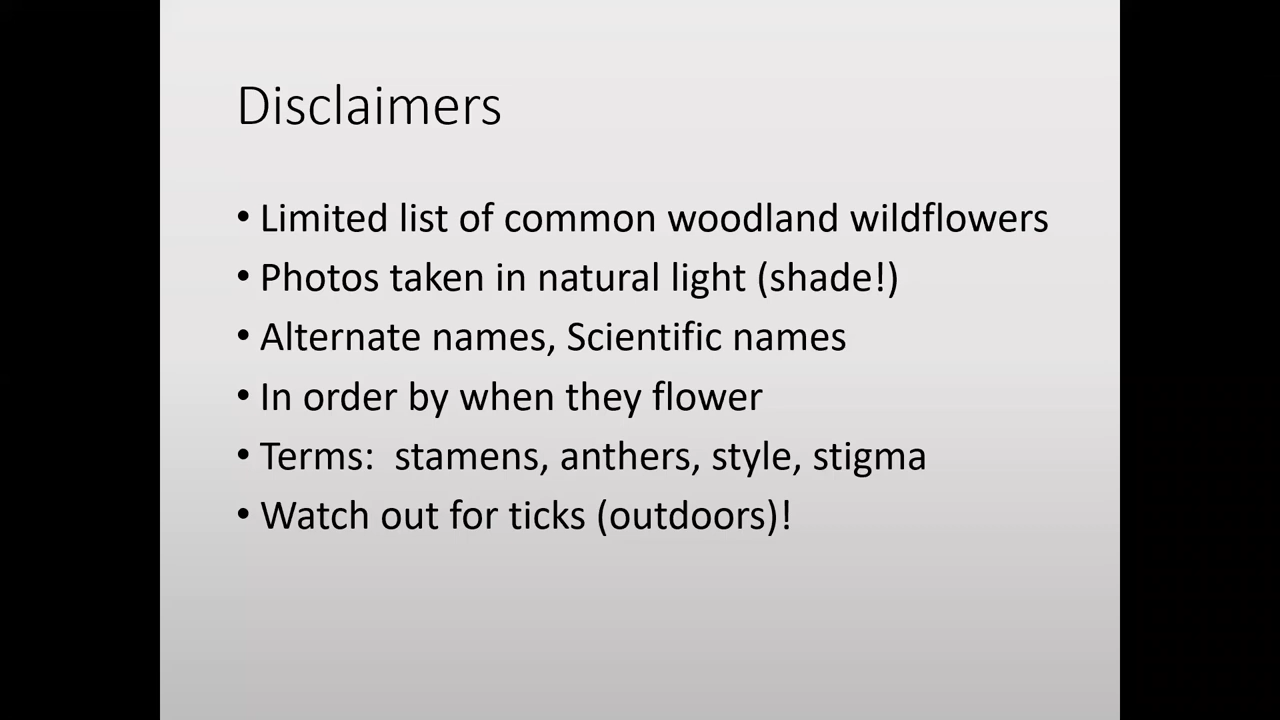 Disclaimers
• Limited list of common woodland wildflowers
• Photos taken in natural light (shade!)
• Alternate names, Scientific names
• In order by when they flower
• Terms:  stamens, anthers, style, stigma
• Watch out for ticks (outdoors)!